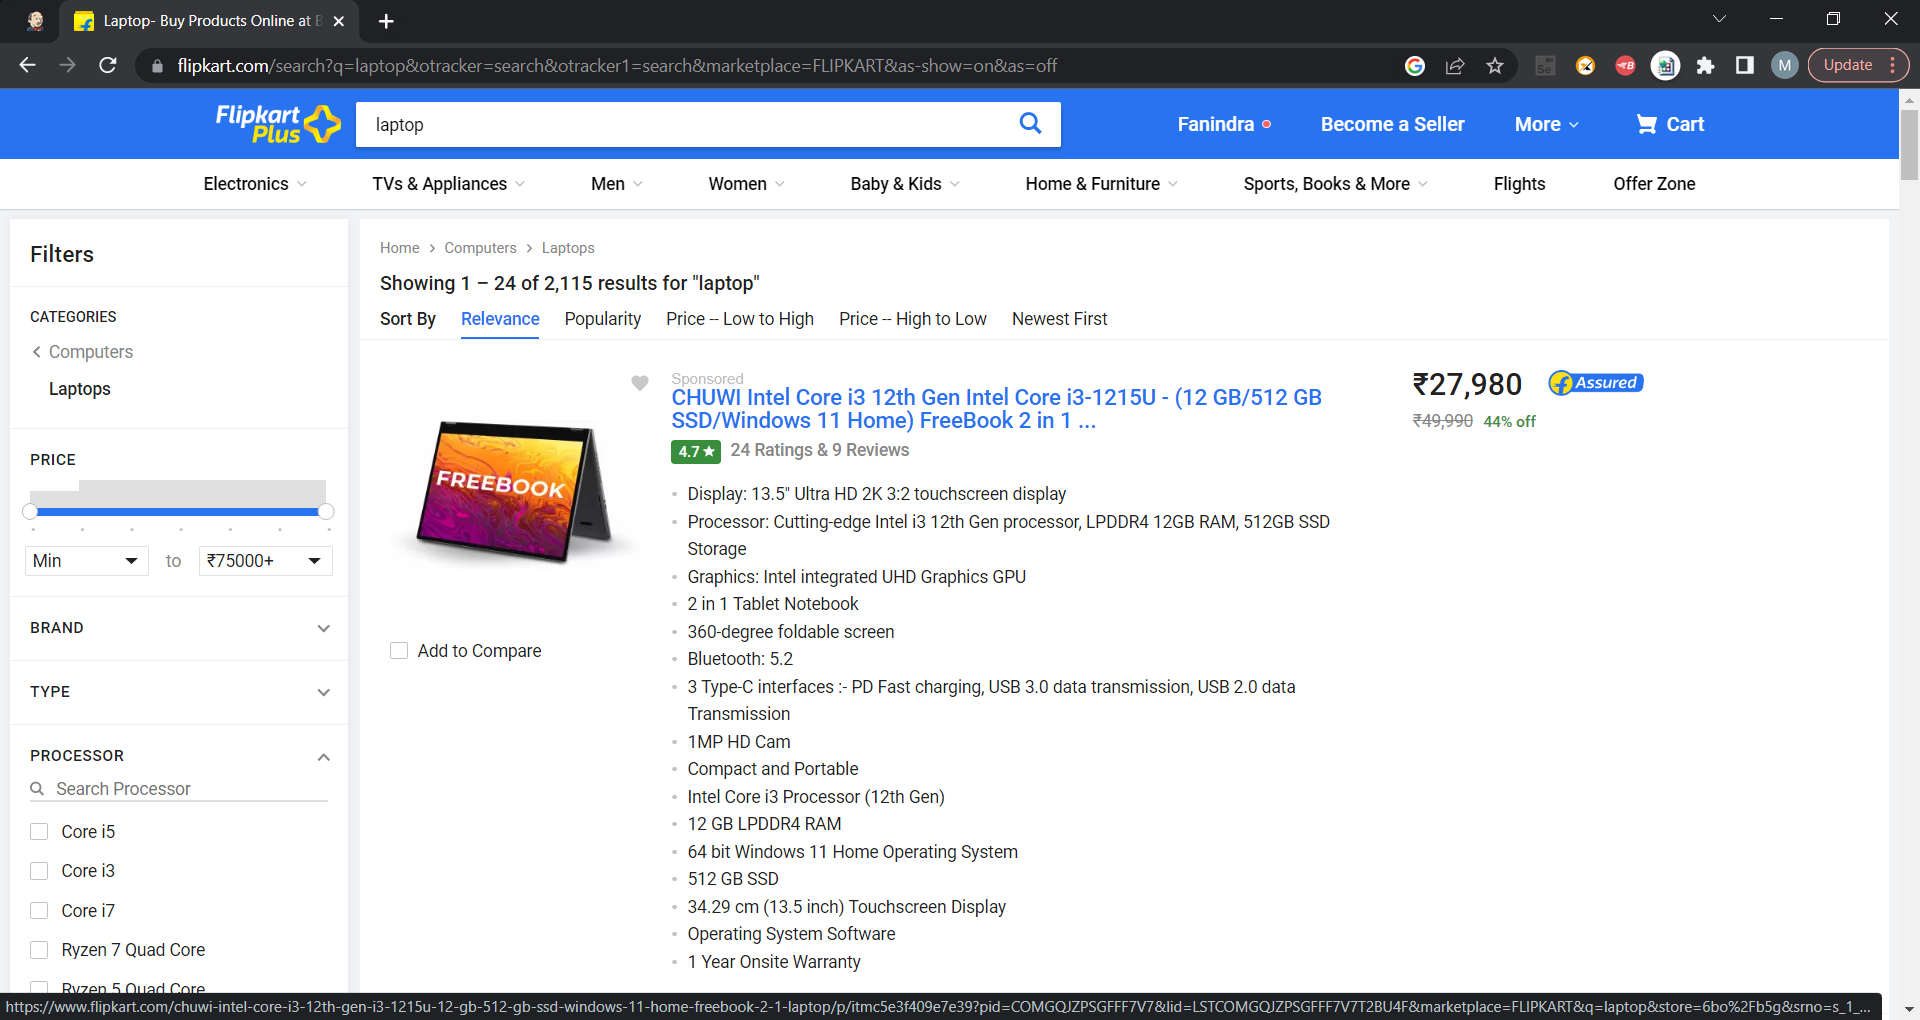 Laptop- Buy Products Online at B
flipkart.com/search?q=laptop&otracker=search&otracker1=search&marketplace=FLIPKART&as-show=on&as=off
Se
B
M
Update
Flipkart
Plus
laptop
Fanindra
Become a Seller
More
Cart
Electronics
TVs & Appliances
Men
Women
Baby & Kids
Home & Furniture
Sports, Books & More
Flights
Offer Zone
Filters
CATEGORIES
Computers
Laptops
PRICE
Min
to
₹75000+
BRAND
TYPE
PROCESSOR
Search Processor
Core i5
Core i3
Core i7
Ryzen 7 Quad Core
Ryzen 5 Quad Core
Home > Computers > Laptops
Showing 1 – 24 of 2,115 results for "laptop"
Sort By
Relevance
Popularity
Price -- Low to High
Price -- High to Low
Newest First
FREEBOOK
Add to Compare
Sponsored
CHUWI Intel Core i3 12th Gen Intel Core i3-1215U - (12 GB/512 GB
SSD/Windows 11 Home) FreeBook 2 in 1 ...
4.7★
24 Ratings & 9 Reviews
Display: 13.5" Ultra HD 2K 3:2 touchscreen display
Processor: Cutting-edge Intel i3 12th Gen processor, LPDDR4 12GB RAM, 512GB SSD
Storage
Graphics: Intel integrated UHD Graphics GPU
2 in 1 Tablet Notebook
360-degree foldable screen
Bluetooth: 5.2
3 Type-C interfaces :- PD Fast charging, USB 3.0 data transmission, USB 2.0 data
Transmission
1MP HD Cam
Compact and Portable
Intel Core i3 Processor (12th Gen)
12 GB LPDDR4 RAM
64 bit Windows 11 Home Operating System
512 GB SSD
34.29 cm (13.5 inch) Touchscreen Display
Operating System Software
1 Year Onsite Warranty
₹27,980
Assured
₹49,990
44% off
https://www.flipkart.com/chuwi-intel-core-i3-12th-gen-i3-1215u-12-gb-512-gb-ssd-windows-11-home-freebook-2-1-laptop/p/itmc5e3f409e7e39?pid=COMGQJZPSGFFF7V7&lid=LSTCOMGQJZPSGFFF7V7T2BU4F&marketplace=FLIPKART&q=laptop&store=6bo%2Fb5g&srno=s_1_...